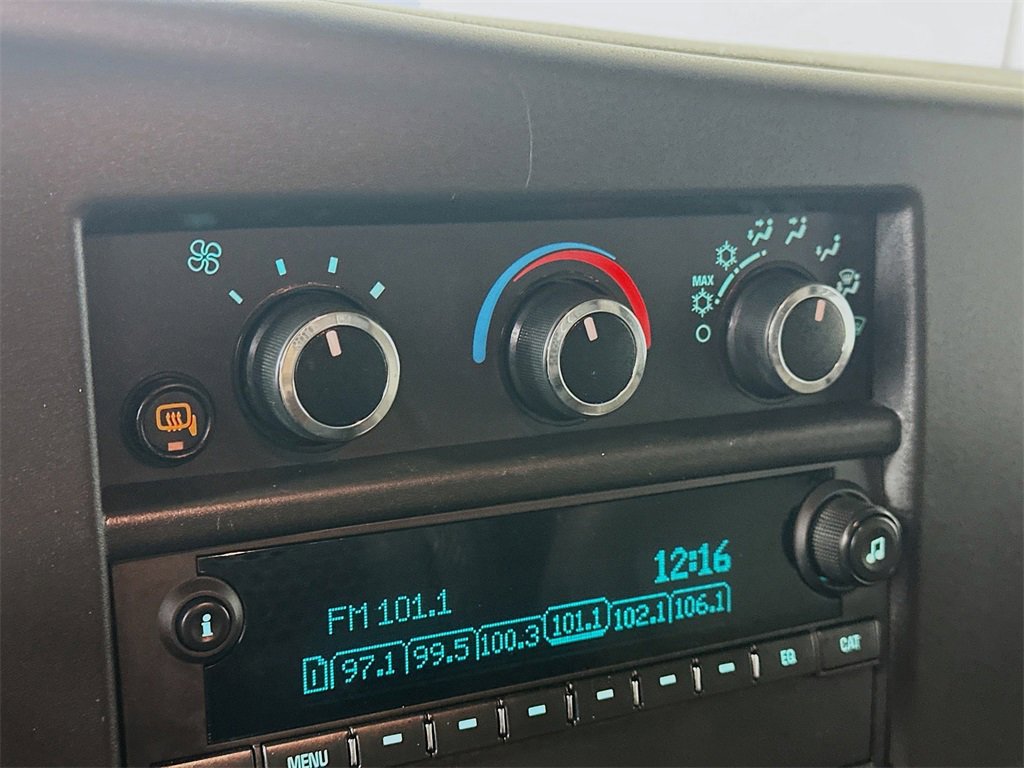 MAX
12:16
FM 101.1
D 97.1 99.5 100.3 101.1 102.1 106.1
i
MENU EQ CAT